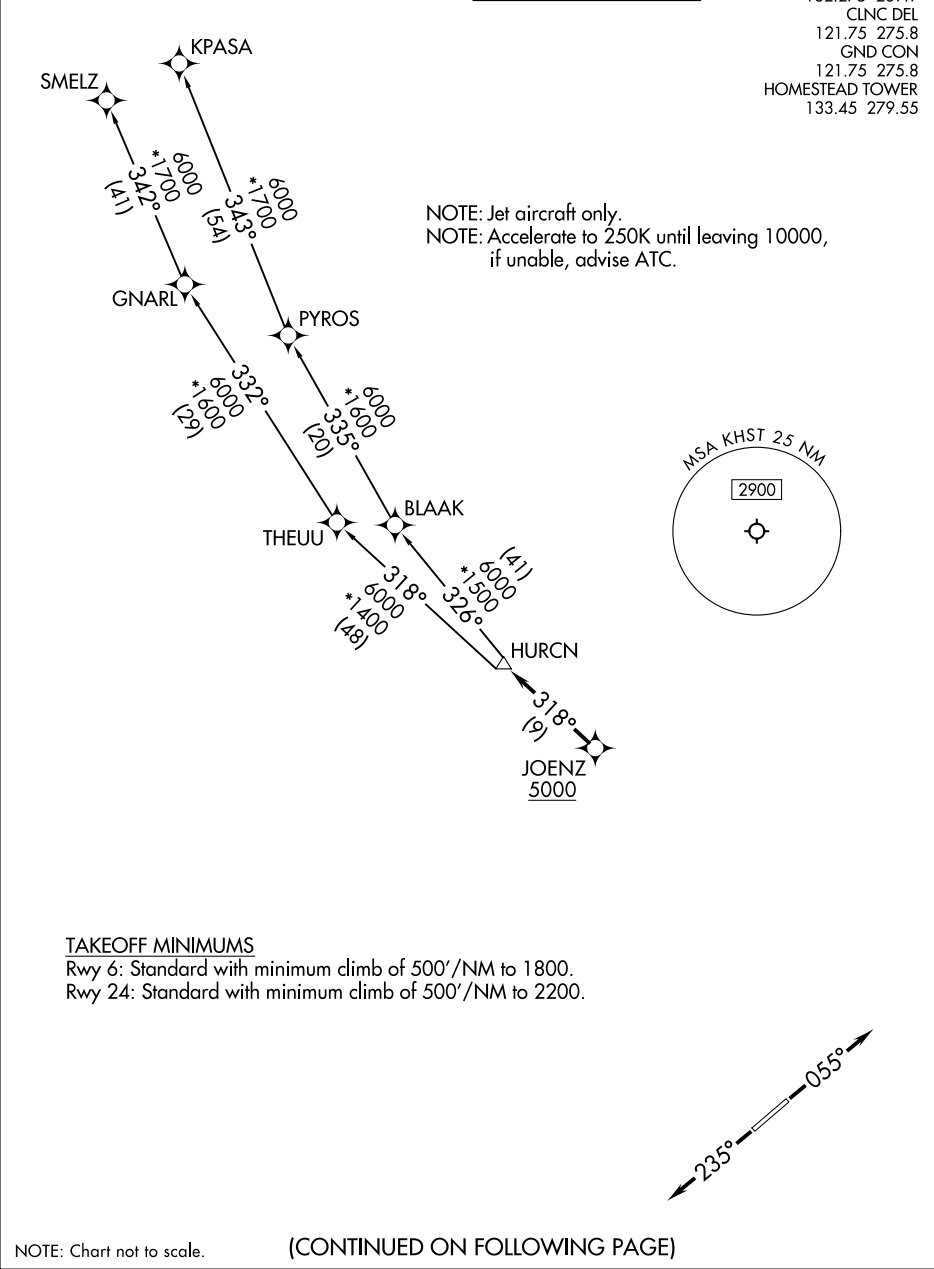 CLNC DEL
121.75 275.8
GND CON
121.75 275.8
HOMESTEAD TOWER
133.45 279.55
KPASA
SMELZ
6000
*1700
342°
(41)
6000
*1700
343°
(54)
NOTE: Jet aircraft only.
NOTE: Accelerate to 250K until leaving 10000,
if unable, advise ATC.
GNARL
PYROS
332°
6000
*1600
(29)
6000
*1600
335°
(20)
MSA KHST 25 NM
2900
BLAAK
THEUU
318°
6000
*1400
(48)
(41)
6000
*1500
326°
HURCN
318°
(9)
JOENZ
5000
TAKEOFF MINIMUMS
Rwy 6: Standard with minimum climb of 500'/NM to 1800.
Rwy 24: Standard with minimum climb of 500'/NM to 2200.
055°
235°
NOTE: Chart not to scale.
(CONTINUED ON FOLLOWING PAGE)